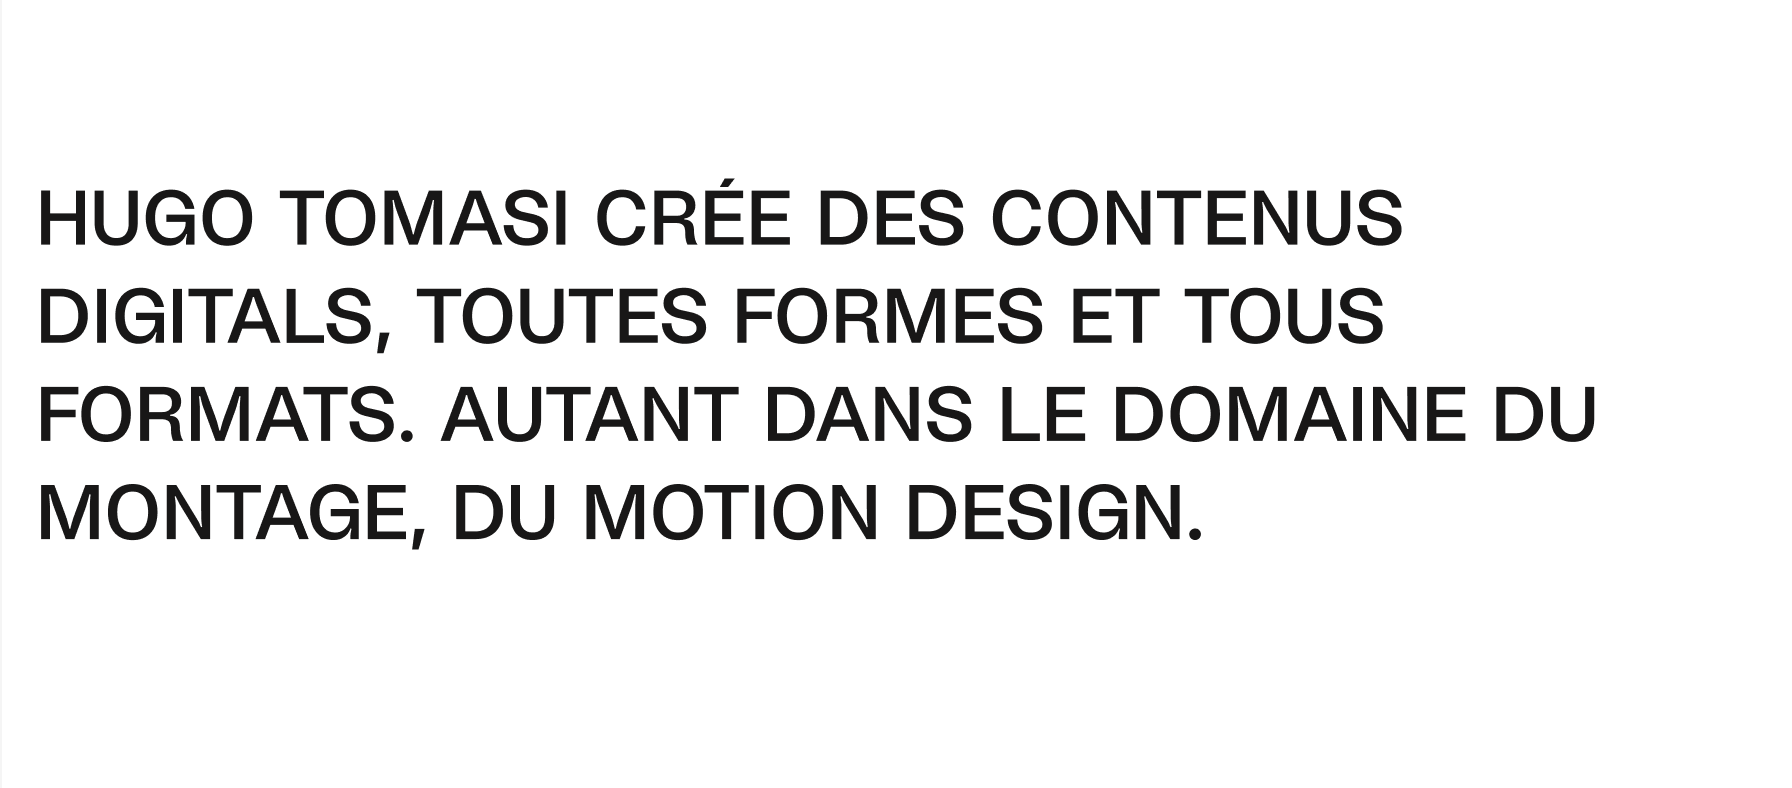 HUGO TOMASI CRÉE DES CONTENUS
DIGITALS, TOUTES FORMES ET TOUS
FORMATS. AUTANT DANS LE DOMAINE DU
MONTAGE, DU MOTION DESIGN.